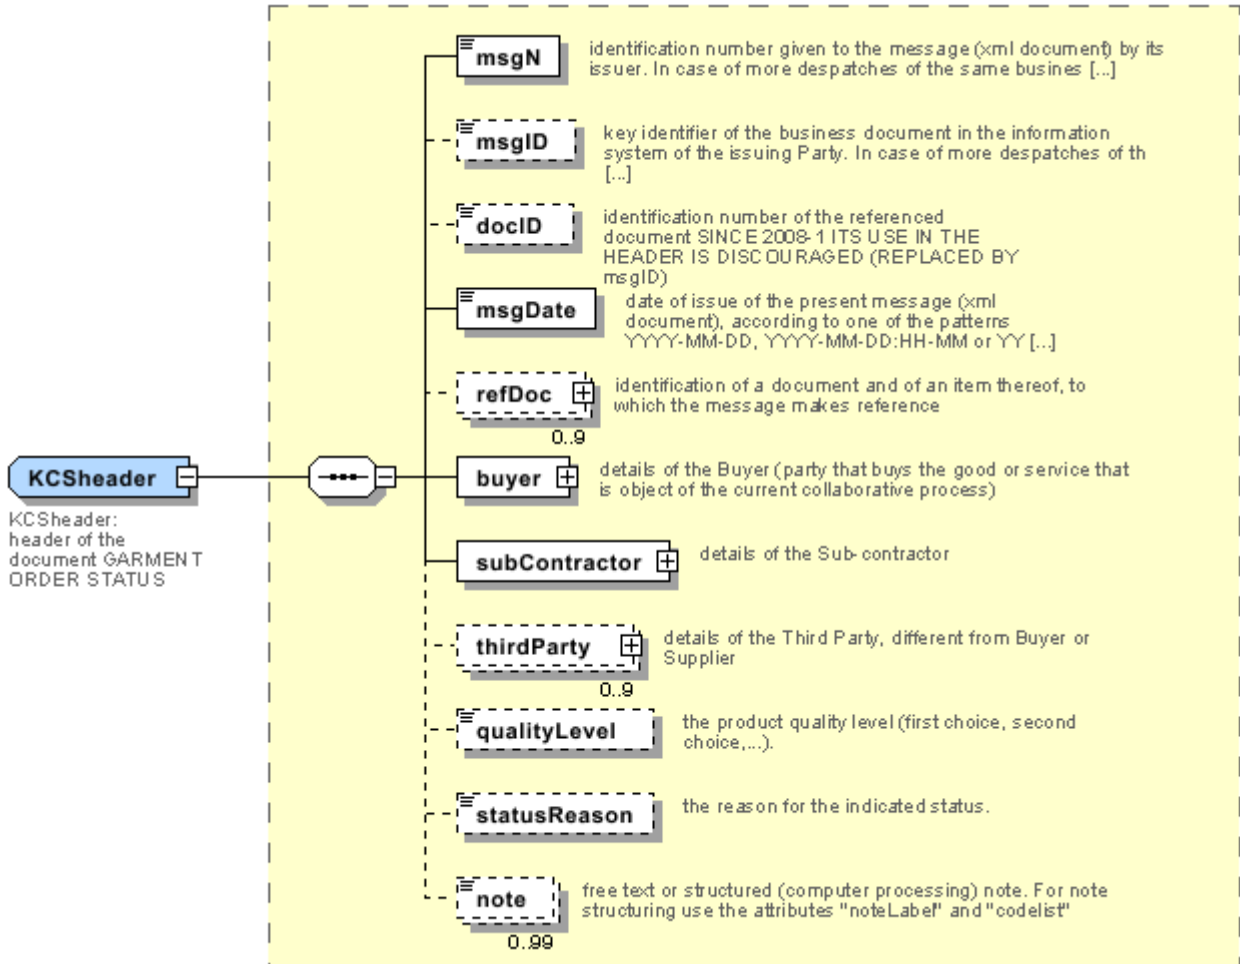 msgN
identification number given to the message (xml document) by its
issuer. In case of more despatches of the same busines [...]
msgID
key identifier of the business document in the information
system of the issuing Party. In case of more despatches of th
[...]
docID
identification number of the referenced
document SINCE 2008-1 ITS USE IN THE
HEADER IS DISCOURAGED (REPLACED BY
msgID)
msgDate
date of issue of the present message (xml
document), according to one of the patterns
YYYY-MM-DD, YYYY-MM-DD:HH-MM or YY [...]
refDoc
0..9
identification of a document and of an item thereof, to
which the message makes reference
KCSheader
KCSheader:
header of the
document GARMENT
ORDER STATUS
buyer
details of the Buyer (party that buys the good or service that
is object of the current collaborative process)
subContractor
details of the Sub-contractor
thirdParty
0..9
details of the Third Party, different from Buyer or
Supplier
qualityLevel
the product quality level (first choice, second
choice,...).
statusReason
the reason for the indicated status.
note
0..99
free text or structured (computer processing) note. For note
structuring use the attributes "noteLabel" and "codelist"